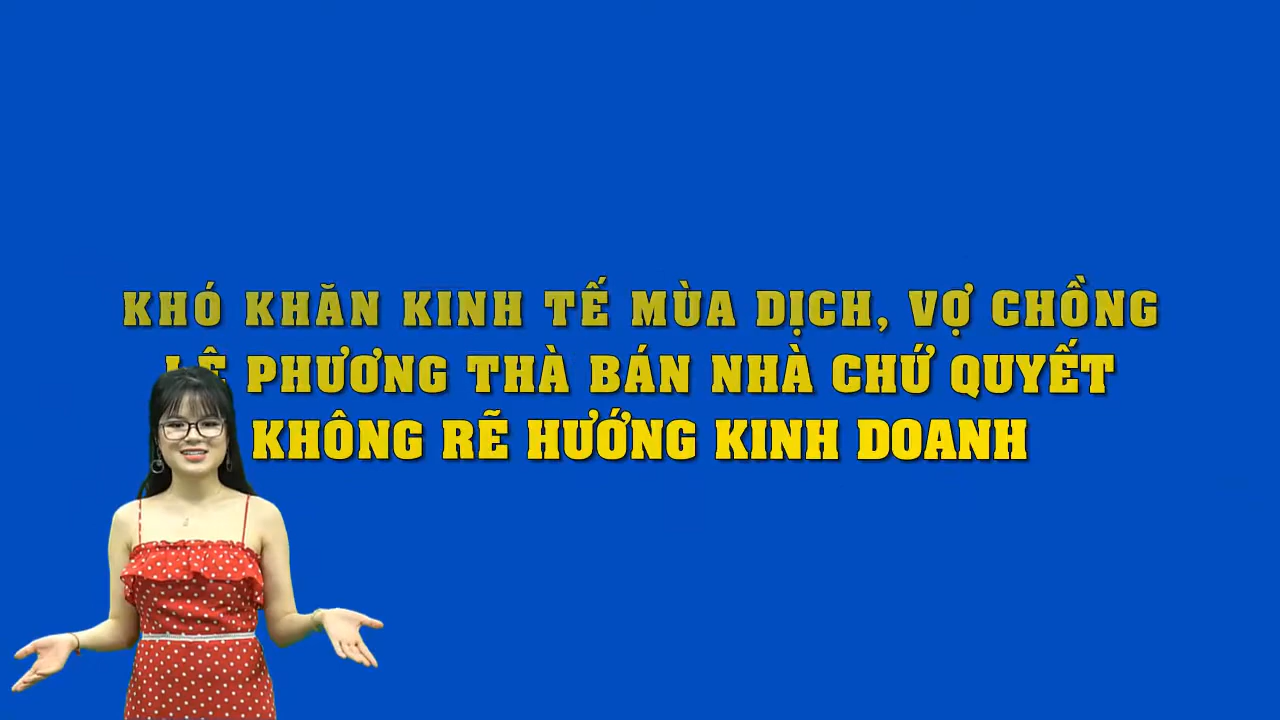 KHÓ KHĂN KINH TẾ MÙA DỊCH, VỢ CHỒNG
LÊ PHƯƠNG THÀ BÁN NHÀ CHỨ QUYẾT
KHÔNG RẼ HƯỚNG KINH DOANH